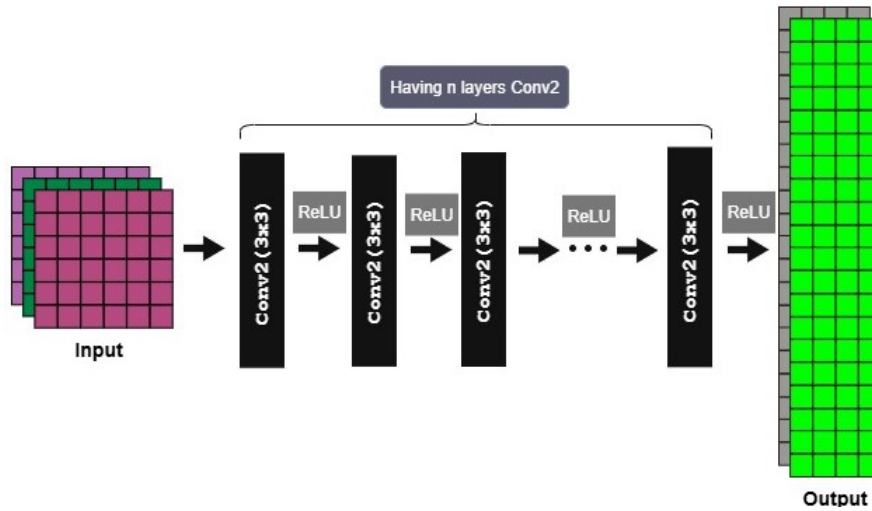 Having n layers Conv2
Conv2 (3x3)
ReLU
Conv2 (3x3)
ReLU
Conv2 (3x3)
ReLU
Conv2 (3x3)
ReLU
Input
Output